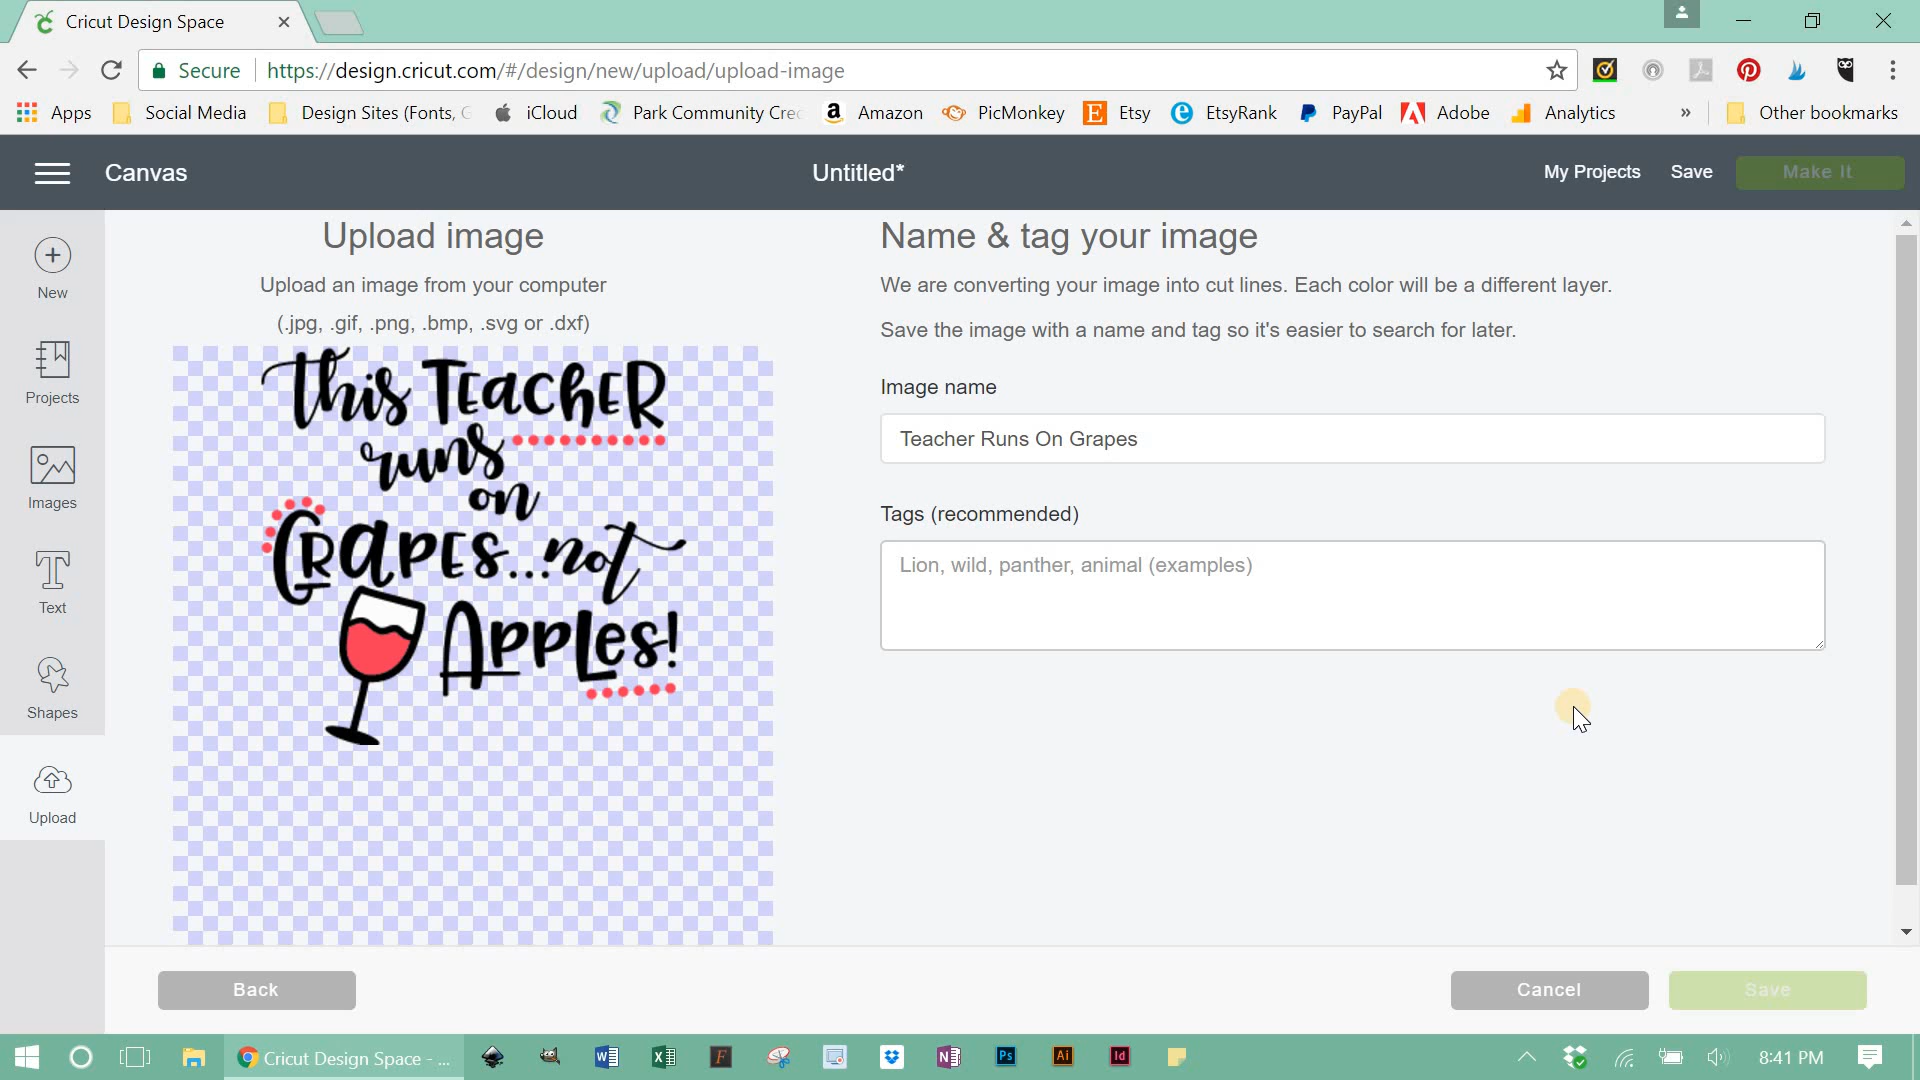 Cricut Design Space
Secure https://design.cricut.com/#/design/new/upload/upload-image
Apps Social Media Design Sites (Fonts, G iCloud Park Community Cre Amazon PicMonkey Etsy EtsyRank PayPal Adobe Analytics » Other bookmarks
Canvas Untitled* My Projects Save Make It
New
Projects
Images
Text
Shapes
Upload
Upload image
Upload an image from your computer
(.jpg, .gif, .png, .bmp, .svg or .dxf)
This TEacHER
runs
on
GRaPES...not
Apples!
Name & tag your image
We are converting your image into cut lines. Each color will be a different layer.
Save the image with a name and tag so it's easier to search for later.
Image name
Teacher Runs On Grapes
Tags (recommended)
Lion, wild, panther, animal (examples)
Back Cancel Save
Cricut Design Space - ... Ps Ai Id 8:41 PM